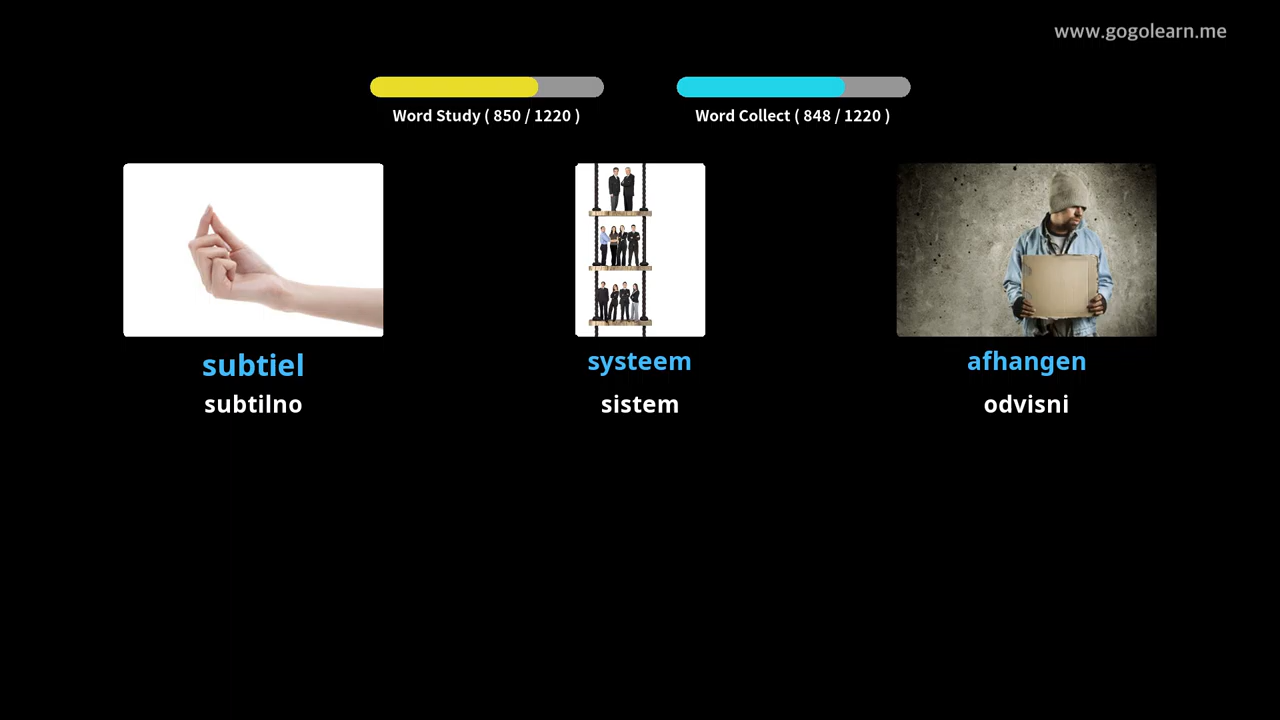 www.gogolearn.me
Word Study ( 850 / 1220 )
Word Collect ( 848 / 1220 )
subtiel
systeem
afhangen
subtilno
sistem
odvisni